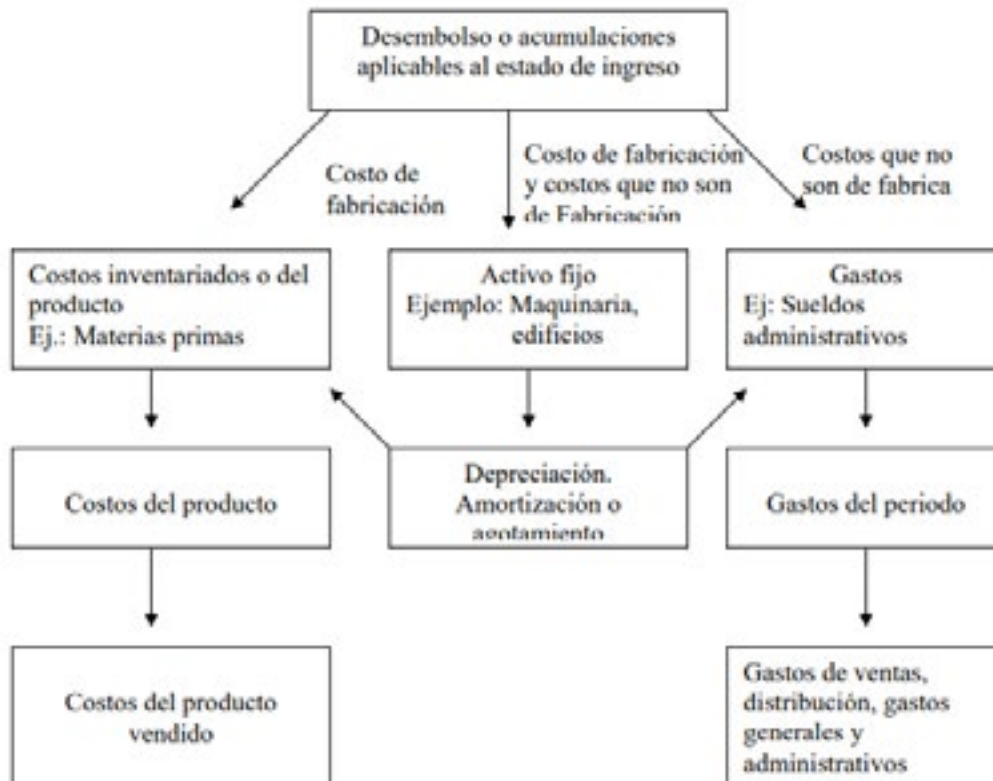 Desembolso o acumulaciones
aplicables al estado de ingreso
Costo de
fabricación
Costo de fabricación
y costos que no son
de Fabricación
Costos que no
son de fabrica
Costos inventariados o del
producto
Ej.: Materias primas
Activo fijo
Ejemplo: Maquinaria,
edificios
Gastos
Ej: Sueldos
administrativos
Costos del producto
Depreciación.
Amortización o
agotamiento
Gastos del periodo
Costos del producto
vendido
Gastos de ventas,
distribución, gastos
generales y
administrativos